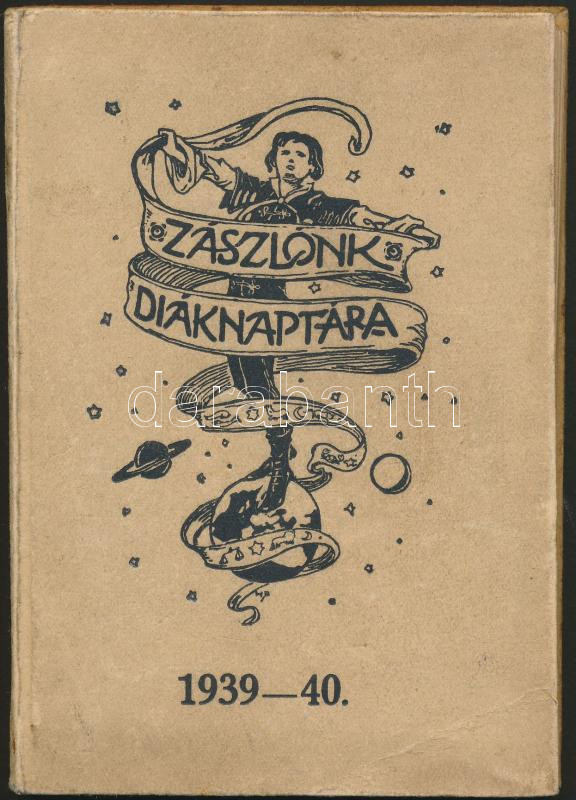 ZÁSZLÓNK
DIÁKNAPTÁRA
darabanth
1939—40.